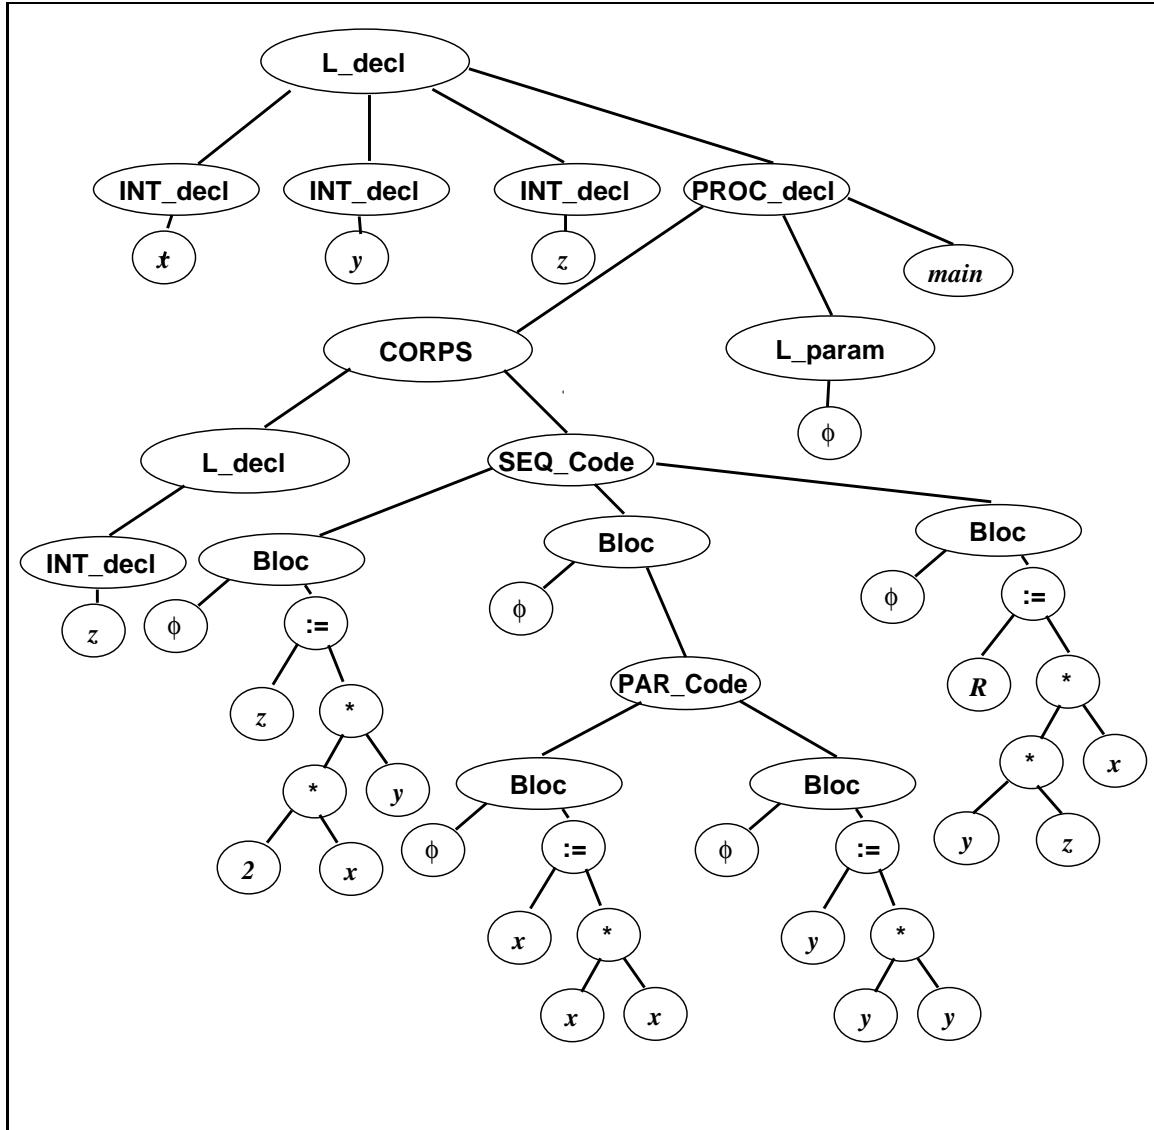 L_decl
INT_decl INT_decl INT_decl PROC_decl
y z main
CORPS L_param
ϕ
L_decl SEQ_Code
INT_decl Bloc Bloc Bloc
z ϕ := ϕ ϕ :=
z * PAR_Code R *
* y Bloc Bloc * x
2 x ϕ := ϕ := y z
x * y *
x x y y